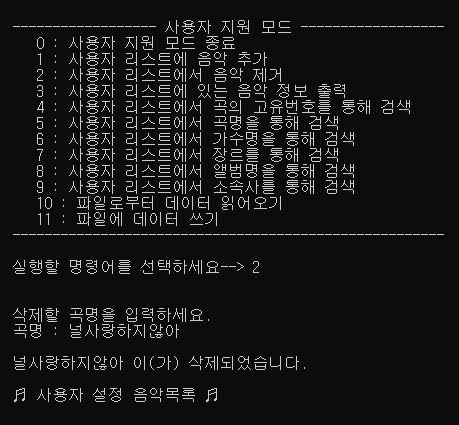 ------------------ 사용자 지원 모드 ------------------
0 : 사용자 지원 모드 종료
1 : 사용자 리스트에 음악 추가
2 : 사용자 리스트에서 음악 제거
3 : 사용자 리스트에 있는 음악 정보 출력
4 : 사용자 리스트에서 곡의 고유번호를 통해 검색
5 : 사용자 리스트에서 곡명을 통해 검색
6 : 사용자 리스트에서 가수명을 통해 검색
7 : 사용자 리스트에서 장르를 통해 검색
8 : 사용자 리스트에서 앨범명을 통해 검색
9 : 사용자 리스트에서 소속사를 통해 검색
10 : 파일로부터 데이터 읽어오기
11 : 파일에 데이터 쓰기
------------------------------------------------------
실행할 명령어를 선택하세요--> 2
삭제할 곡명을 입력하세요.
곡명 : 널사랑하지않아
널사랑하지않아 이(가) 삭제되었습니다.
♬ 사용자 설정 음악목록 ♬